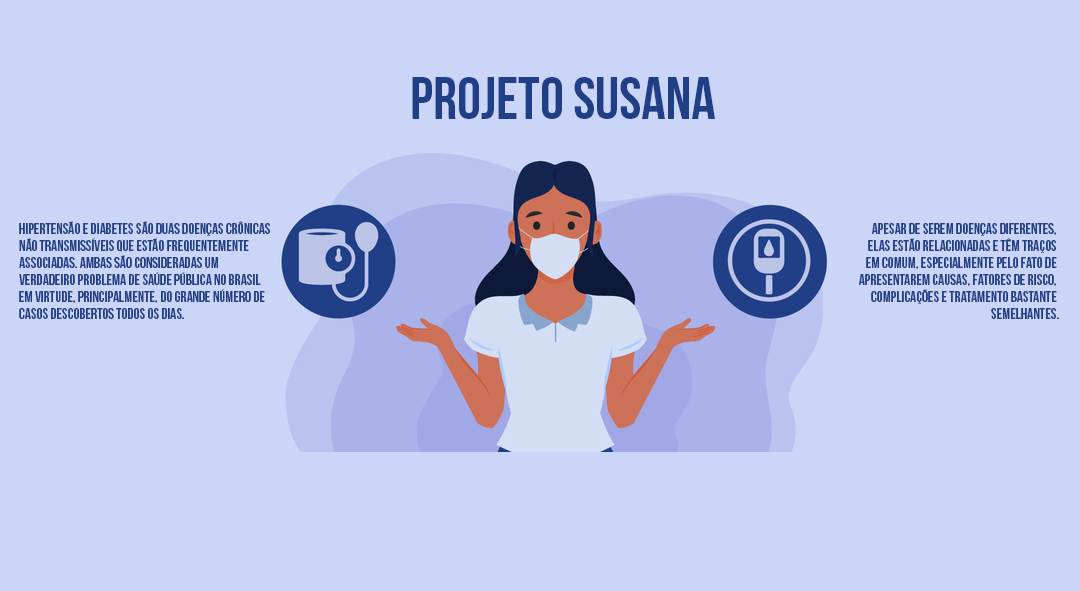 PROJETO SUSANA
HIPERTENSÃO E DIABETES SÃO DUAS DOENÇAS CRÔNICAS
NÃO TRANSMISSÍVEIS QUE ESTÃO FREQUENTEMENTE
ASSOCIADAS. AMBAS SÃO CONSIDERADAS UM
VERDADEIRO PROBLEMA DE SAÚDE PÚBLICA NO BRASIL
EM VIRTUDE, PRINCIPALMENTE, DO GRANDE NÚMERO DE
CASOS DESCOBERTOS TODOS OS DIAS.
APESAR DE SEREM DOENÇAS DIFERENTES,
ELAS ESTÃO RELACIONADAS E TÊM TRAÇOS
EM COMUM, ESPECIALMENTE PELO FATO DE
APRESENTAREM CAUSAS, FATORES DE RISCO,
COMPLICAÇÕES E TRATAMENTO BASTANTE
SEMELHANTES.